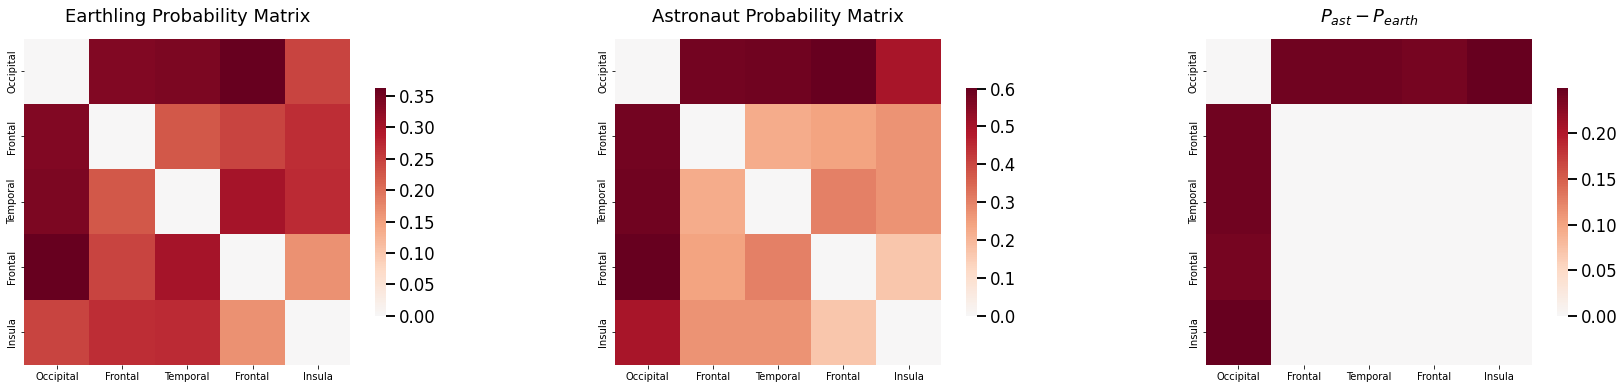 Earthling Probability Matrix
Occipital
Frontal
Temporal
Frontal
Insula
Occipital Frontal Temporal Frontal Insula
0.35
0.30
0.25
0.20
0.15
0.10
0.05
0.00
Astronaut Probability Matrix
Occipital
Frontal
Temporal
Frontal
Insula
Occipital Frontal Temporal Frontal Insula
0.6
0.5
0.4
0.3
0.2
0.1
0.0
P_ast − P_earth
Occipital
Frontal
Temporal
Frontal
Insula
Occipital Frontal Temporal Frontal Insula
0.20
0.15
0.10
0.05
0.00